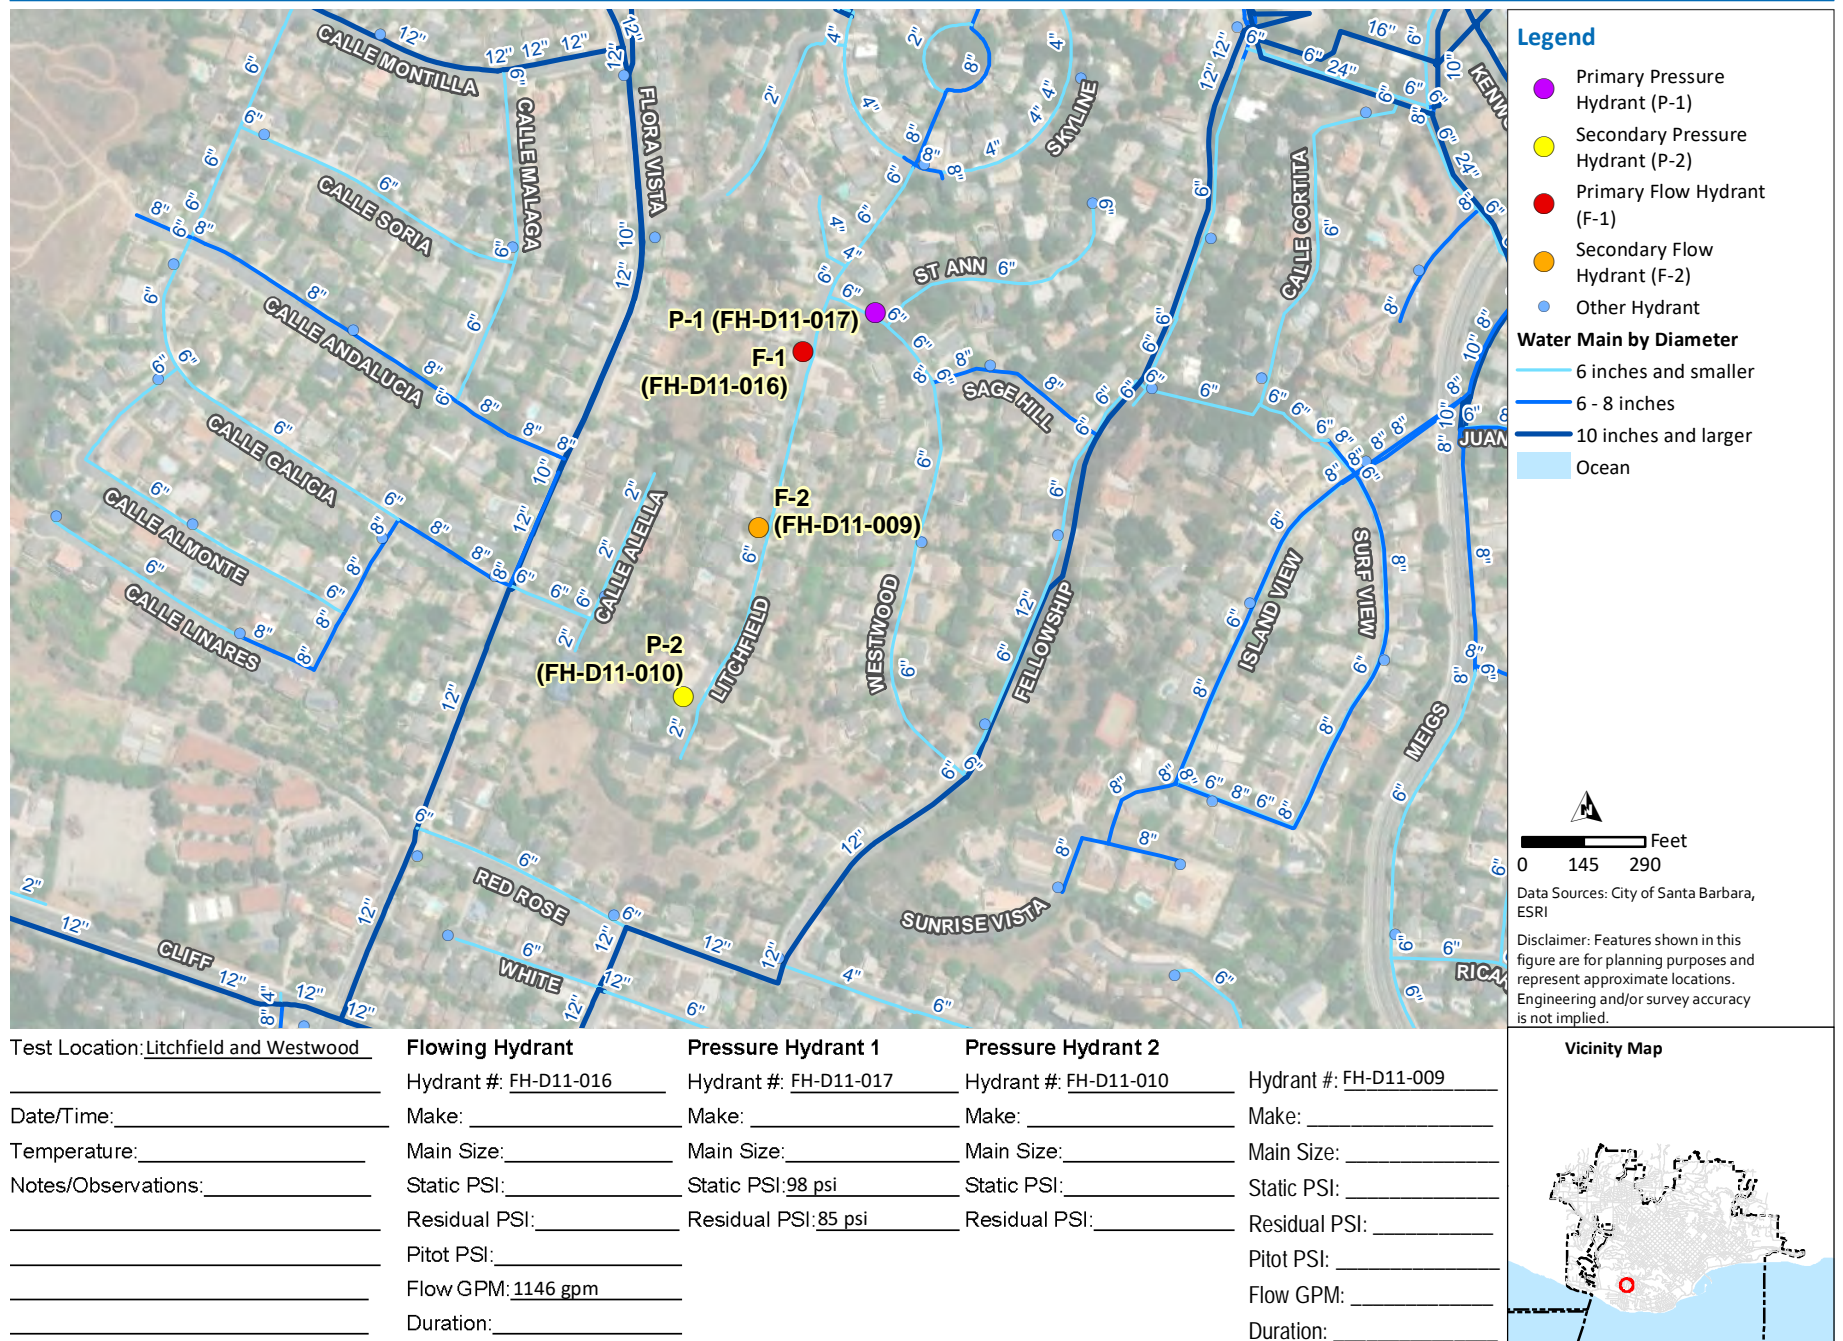 CALLE MONTILLA
CALLE MALAGA
FLORA VISTA
SKYLINE
CALLE SORIA
CALLE CORTITA
ST ANN
CALLE ANDALUCIA
P-1 (FH-D11-017)
F-1
(FH-D11-016)
SAGE HILL
JUAN
CALLE GALICIA
F-2
(FH-D11-009)
CALLE ALMONTE
CALLE ALELLA
CALLE LINARES
P-2
(FH-D11-010)
LITCHFIELD
WESTWOOD
FELLOWSHIP
ISLAND VIEW
SURF VIEW
MEIGS
RED ROSE
SUNRISE VISTA
CLIFF
WHITE
Legend
Primary Pressure
Hydrant (P-1)
Secondary Pressure
Hydrant (P-2)
Primary Flow Hydrant
(F-1)
Secondary Flow
Hydrant (F-2)
Other Hydrant
Water Main by Diameter
6 inches and smaller
6 - 8 inches
10 inches and larger
Ocean
N
Feet
0 145 290
Data Sources: City of Santa Barbara,
ESRI
Disclaimer: Features shown in this
figure are for planning purposes and
represent approximate locations.
Engineering and/or survey accuracy
is not implied.
Vicinity Map
Test Location: Litchfield and Westwood
Date/Time:
Temperature:
Notes/Observations:
Flowing Hydrant
Hydrant #: FH-D11-016
Make:
Main Size:
Static PSI:
Residual PSI:
Pitot PSI:
Flow GPM: 1146 gpm
Duration:
Pressure Hydrant 1
Hydrant #: FH-D11-017
Make:
Main Size:
Static PSI: 98 psi
Residual PSI: 85 psi
Pressure Hydrant 2
Hydrant #: FH-D11-010
Make:
Main Size:
Static PSI:
Residual PSI:
Hydrant #: FH-D11-009
Make:
Main Size:
Static PSI:
Residual PSI:
Pitot PSI:
Flow GPM:
Duration: